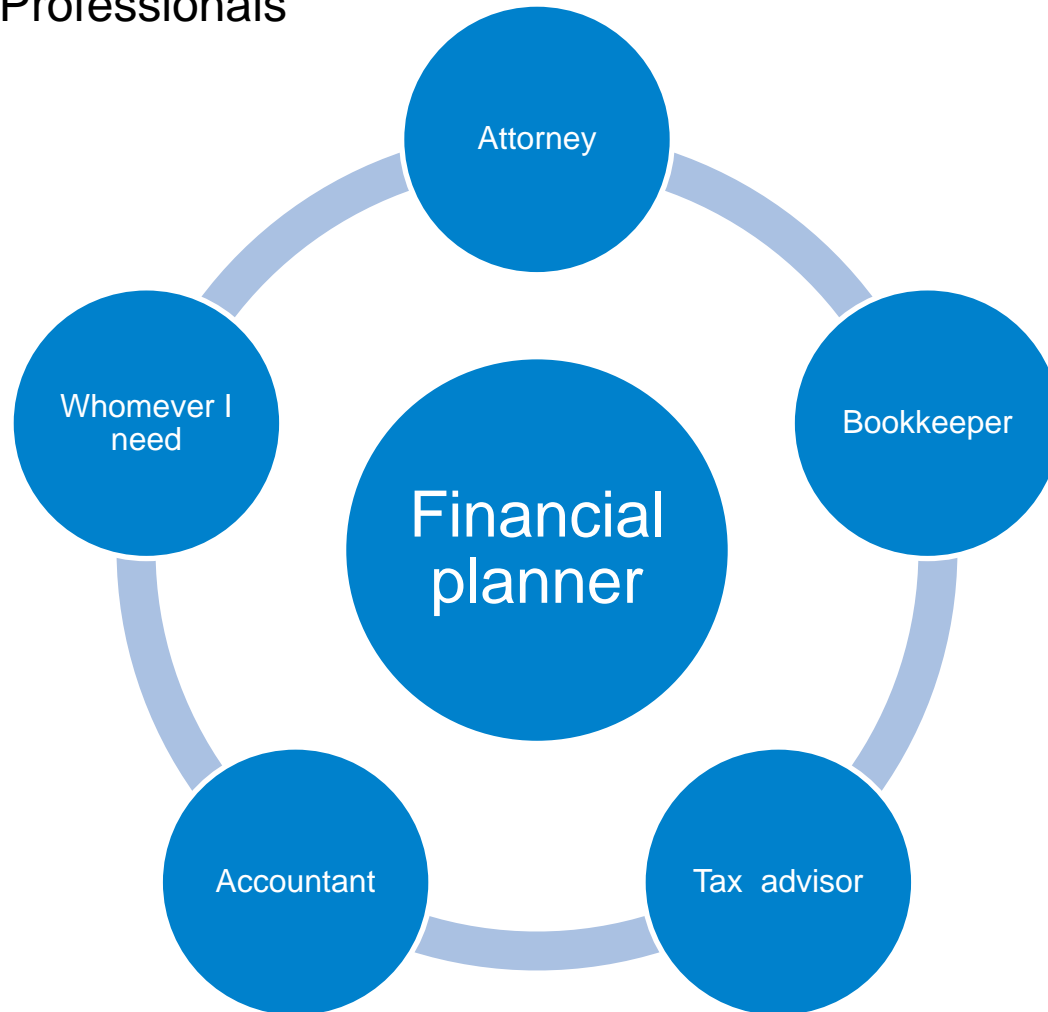 Professionals
Attorney
Whomever I
need
Bookkeeper
Financial
planner
Accountant
Tax  advisor